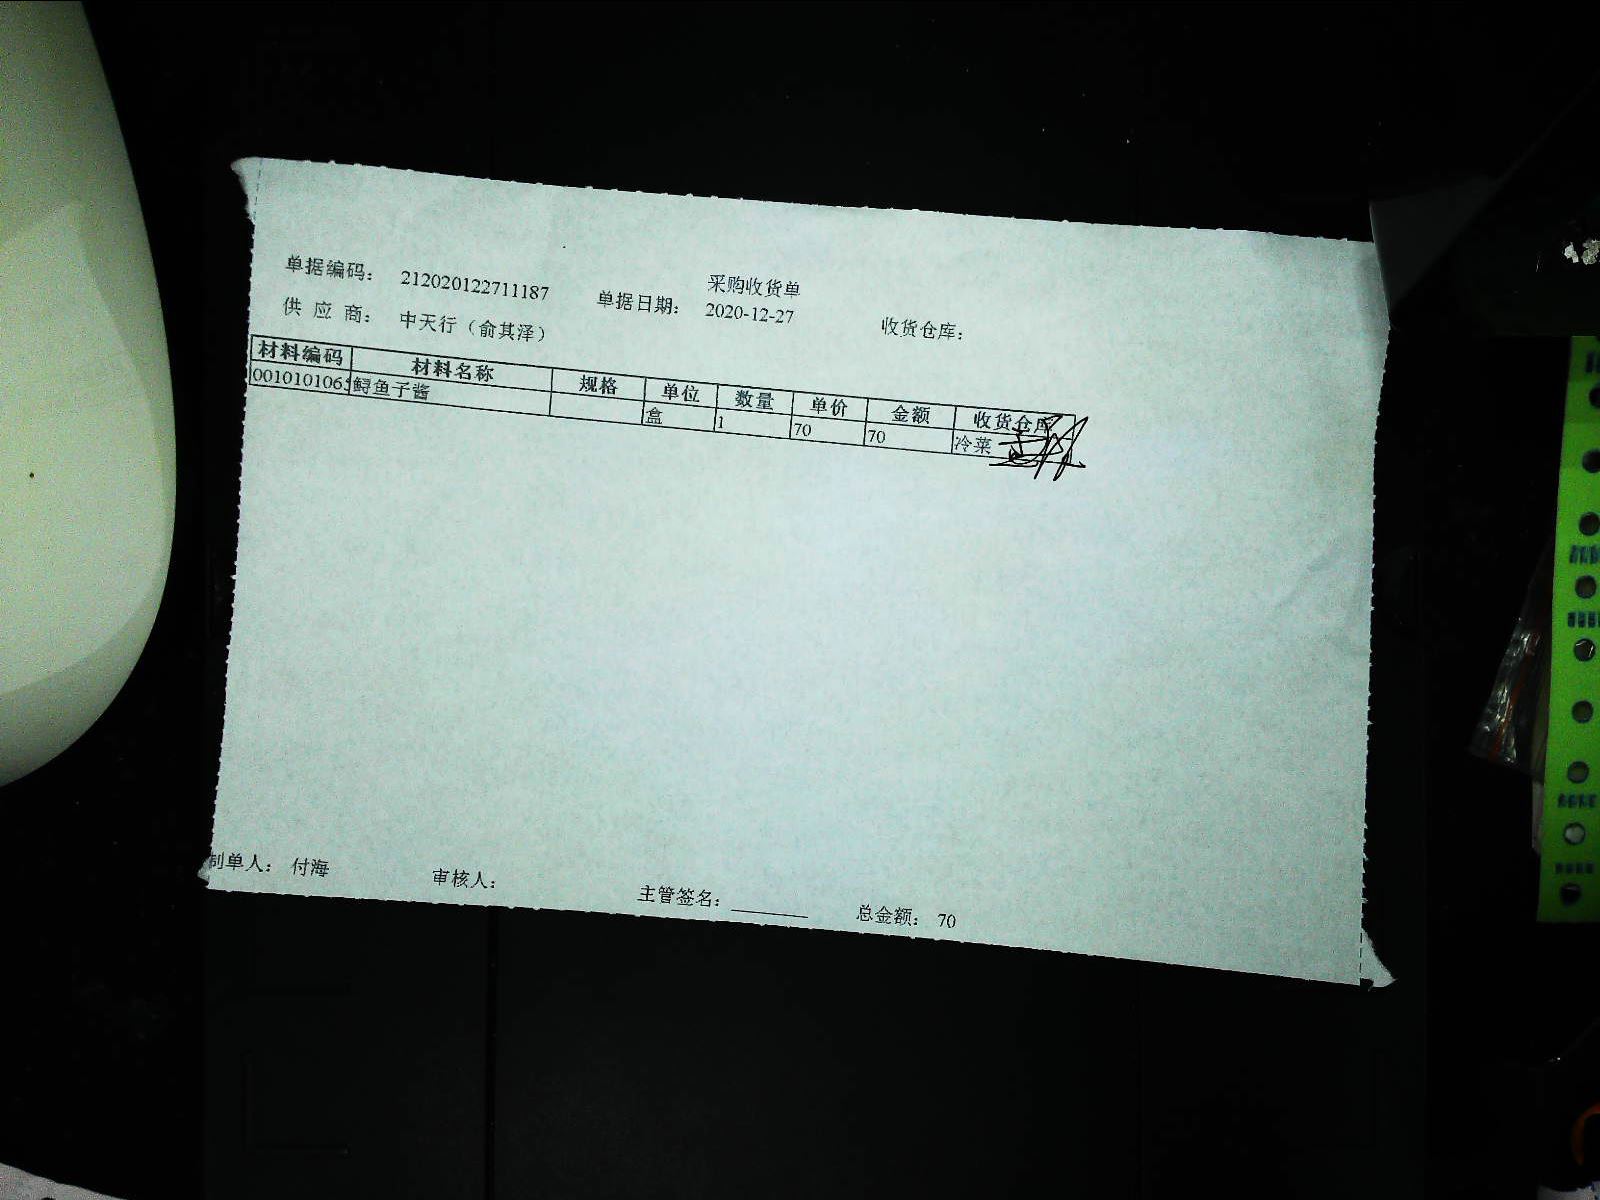 采购收货单
单据编码： 212020122711187 单据日期： 2020-12-27 收货仓库：
供 应 商： 中天行（俞其泽）
材料编码 材料名称 规格 单位 数量 单价 金额 收货仓库
001010106 鲟鱼子酱 盒 1 70 70 冷菜
制单人： 付海 审核人： 主管签名： 总金额： 70